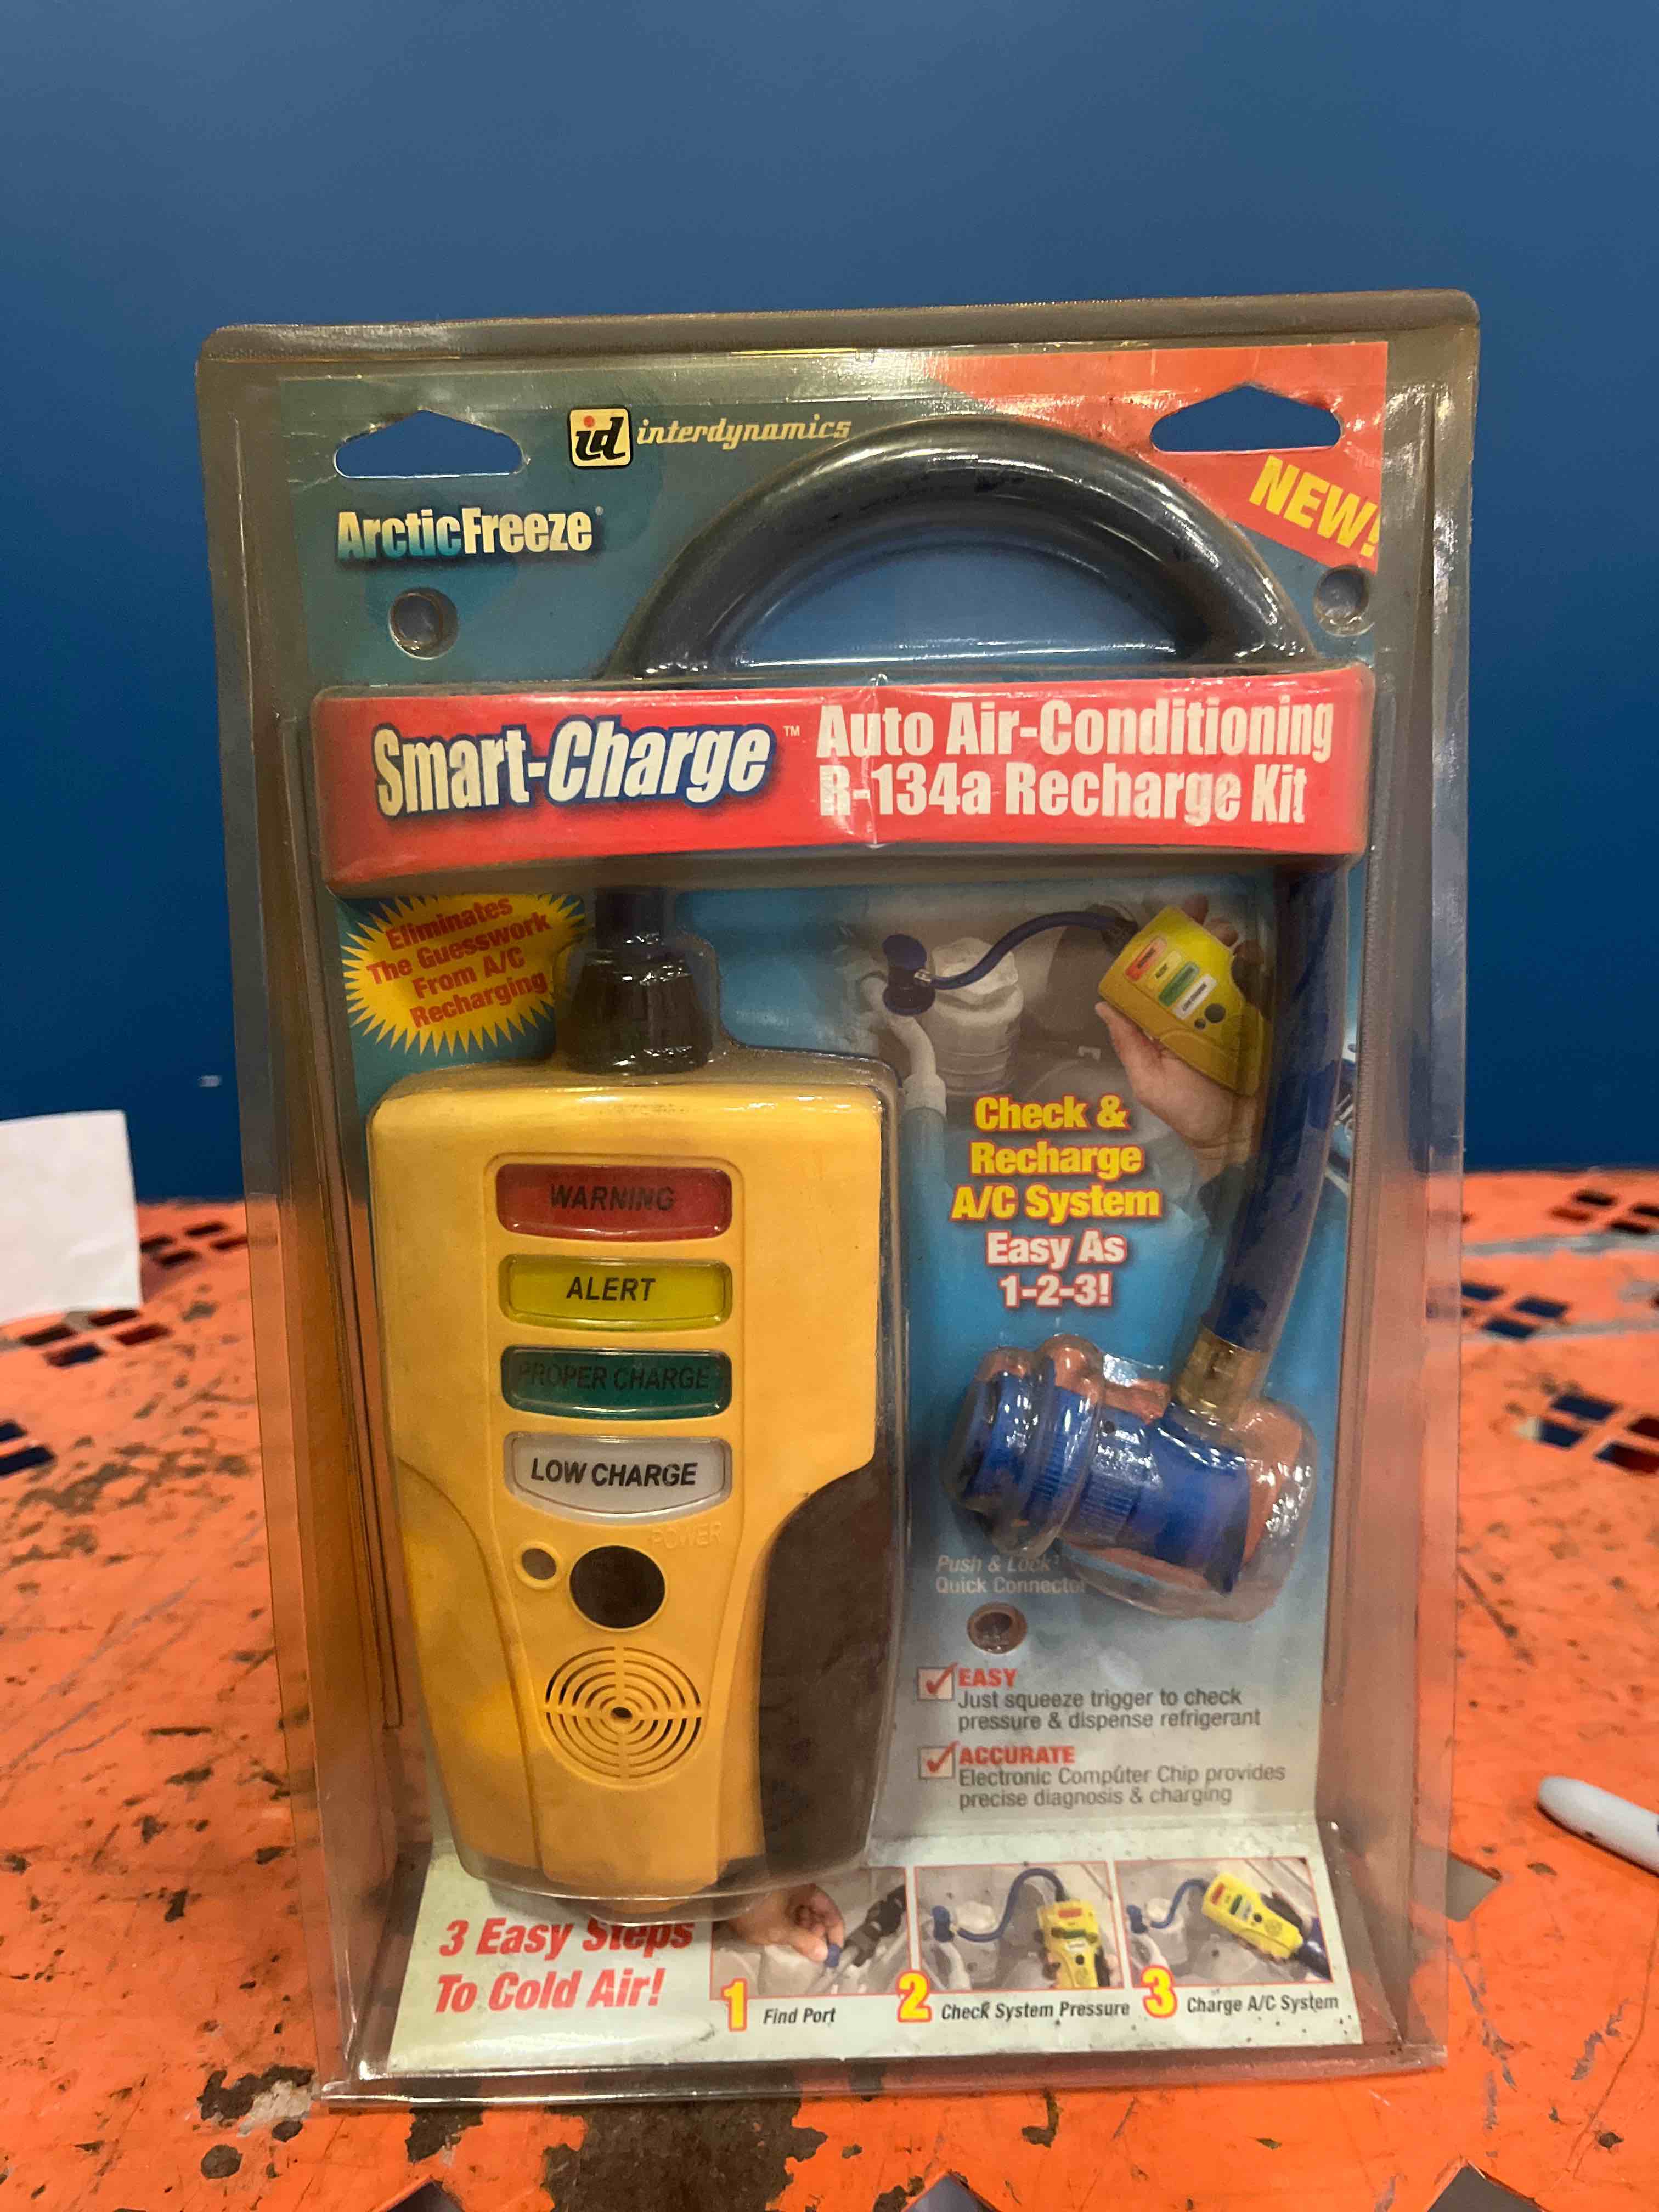 id interdynamics
ArcticFreeze®
NEW!
Smart-Charge™
Auto Air-Conditioning
R-134a Recharge Kit
Eliminates
The Guesswork
From A/C
Recharging
WARNING
ALERT
PROPER CHARGE
LOW CHARGE
POWER
Check &
Recharge
A/C System
Easy As
1-2-3!
Push & Lock
Quick Connector
EASY
Just squeeze trigger to check
pressure & dispense refrigerant
ACCURATE
Electronic Computer Chip provides
precise diagnosis & charging
3 Easy Steps
To Cold Air!
1 Find Port
2 Check System Pressure
3 Charge A/C System